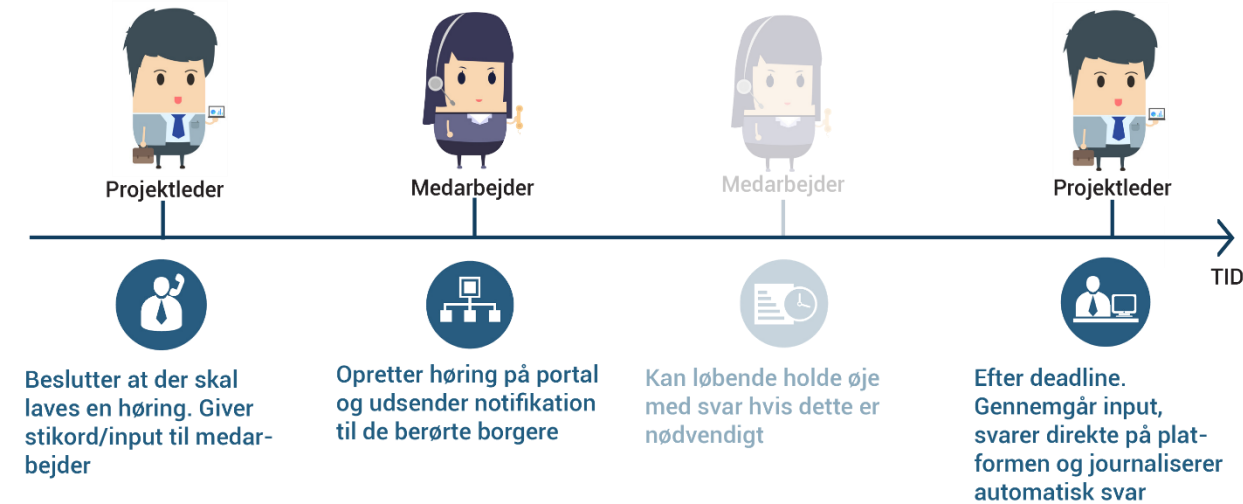 Projektleder
Medarbejder
Medarbejder
Projektleder
TID
Beslutter at der skal
laves en høring. Giver
stikord/input til medar-
bejder
Opretter høring på portal
og udsender notifikation
til de berørte borgere
Kan løbende holde øje
med svar hvis dette er
nødvendigt
Efter deadline.
Gennemgår input,
svarer direkte på plat-
formen og journaliserer
automatisk svar